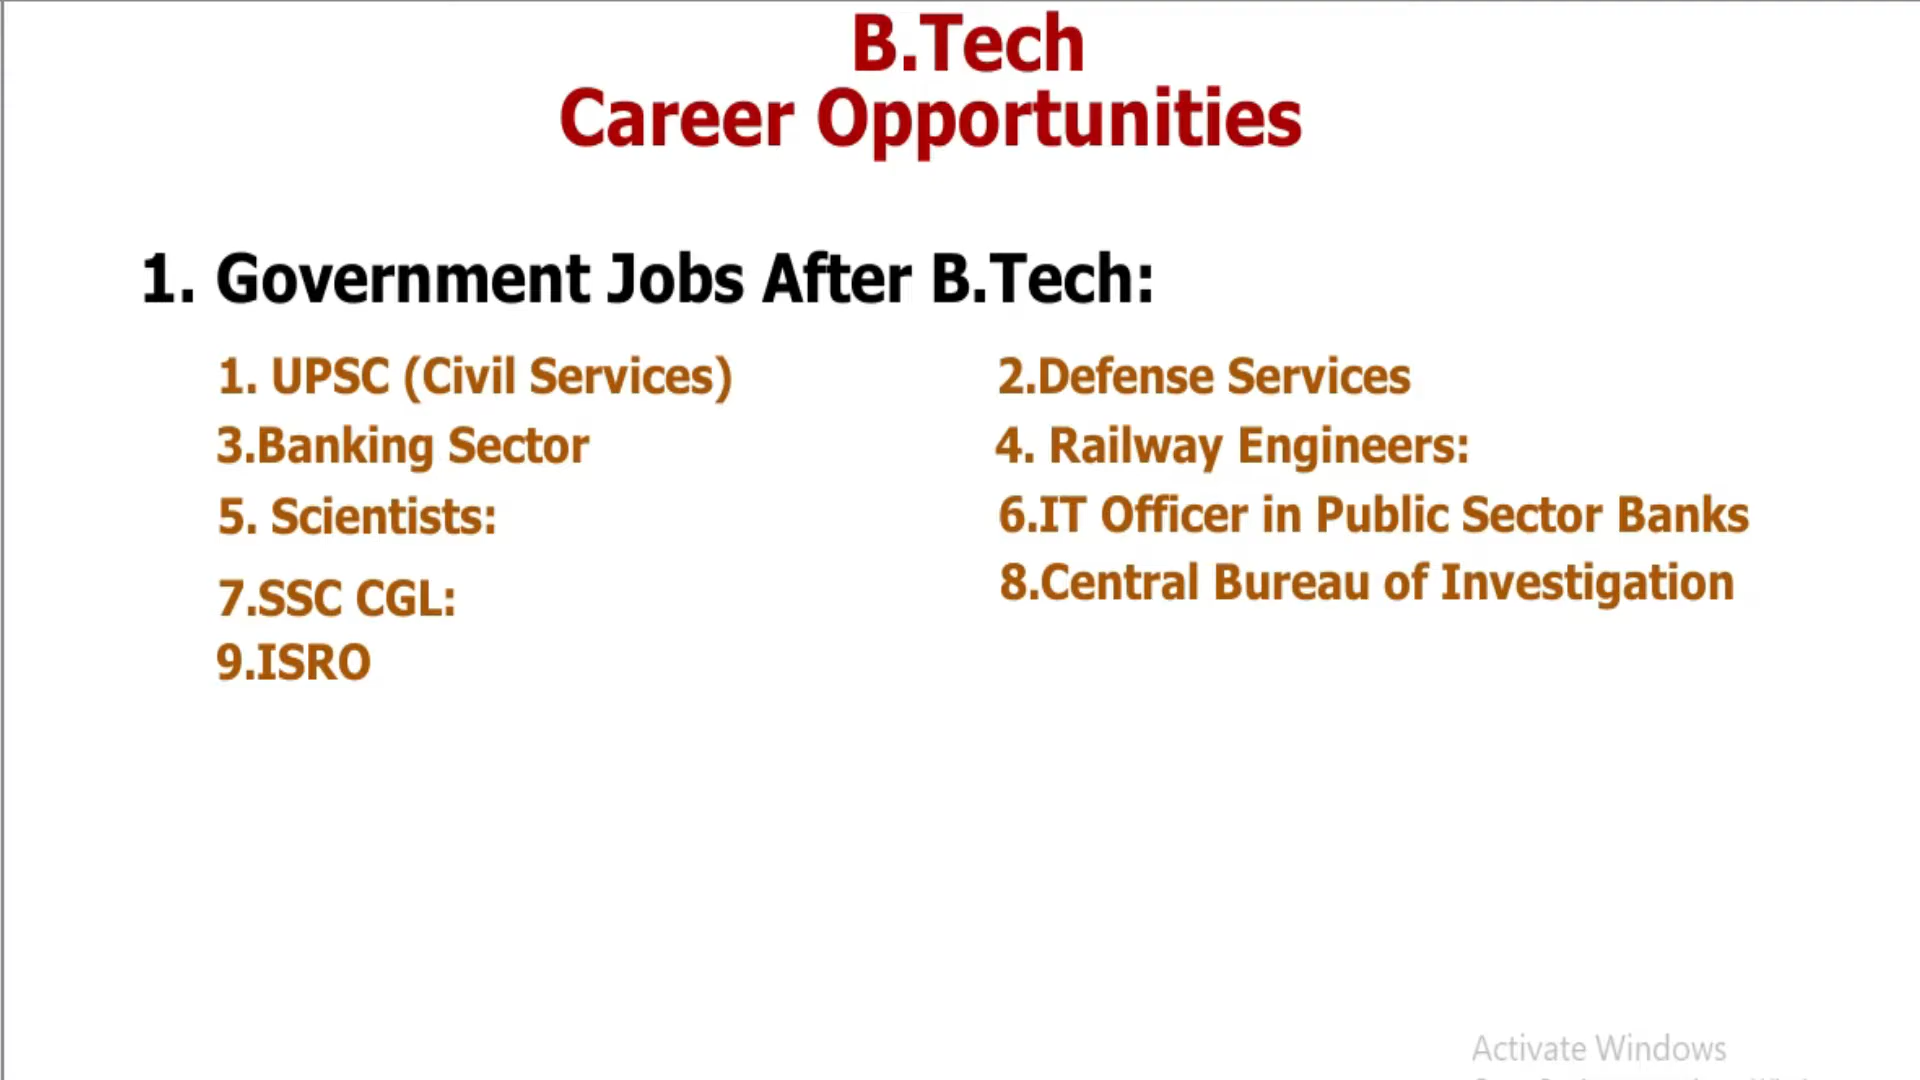 B.Tech
Career Opportunities
1. Government Jobs After B.Tech:
1. UPSC (Civil Services)
2.Defense Services
3.Banking Sector
4. Railway Engineers:
5. Scientists:
6.IT Officer in Public Sector Banks
7.SSC CGL:
8.Central Bureau of Investigation
9.ISRO
Activate Windows